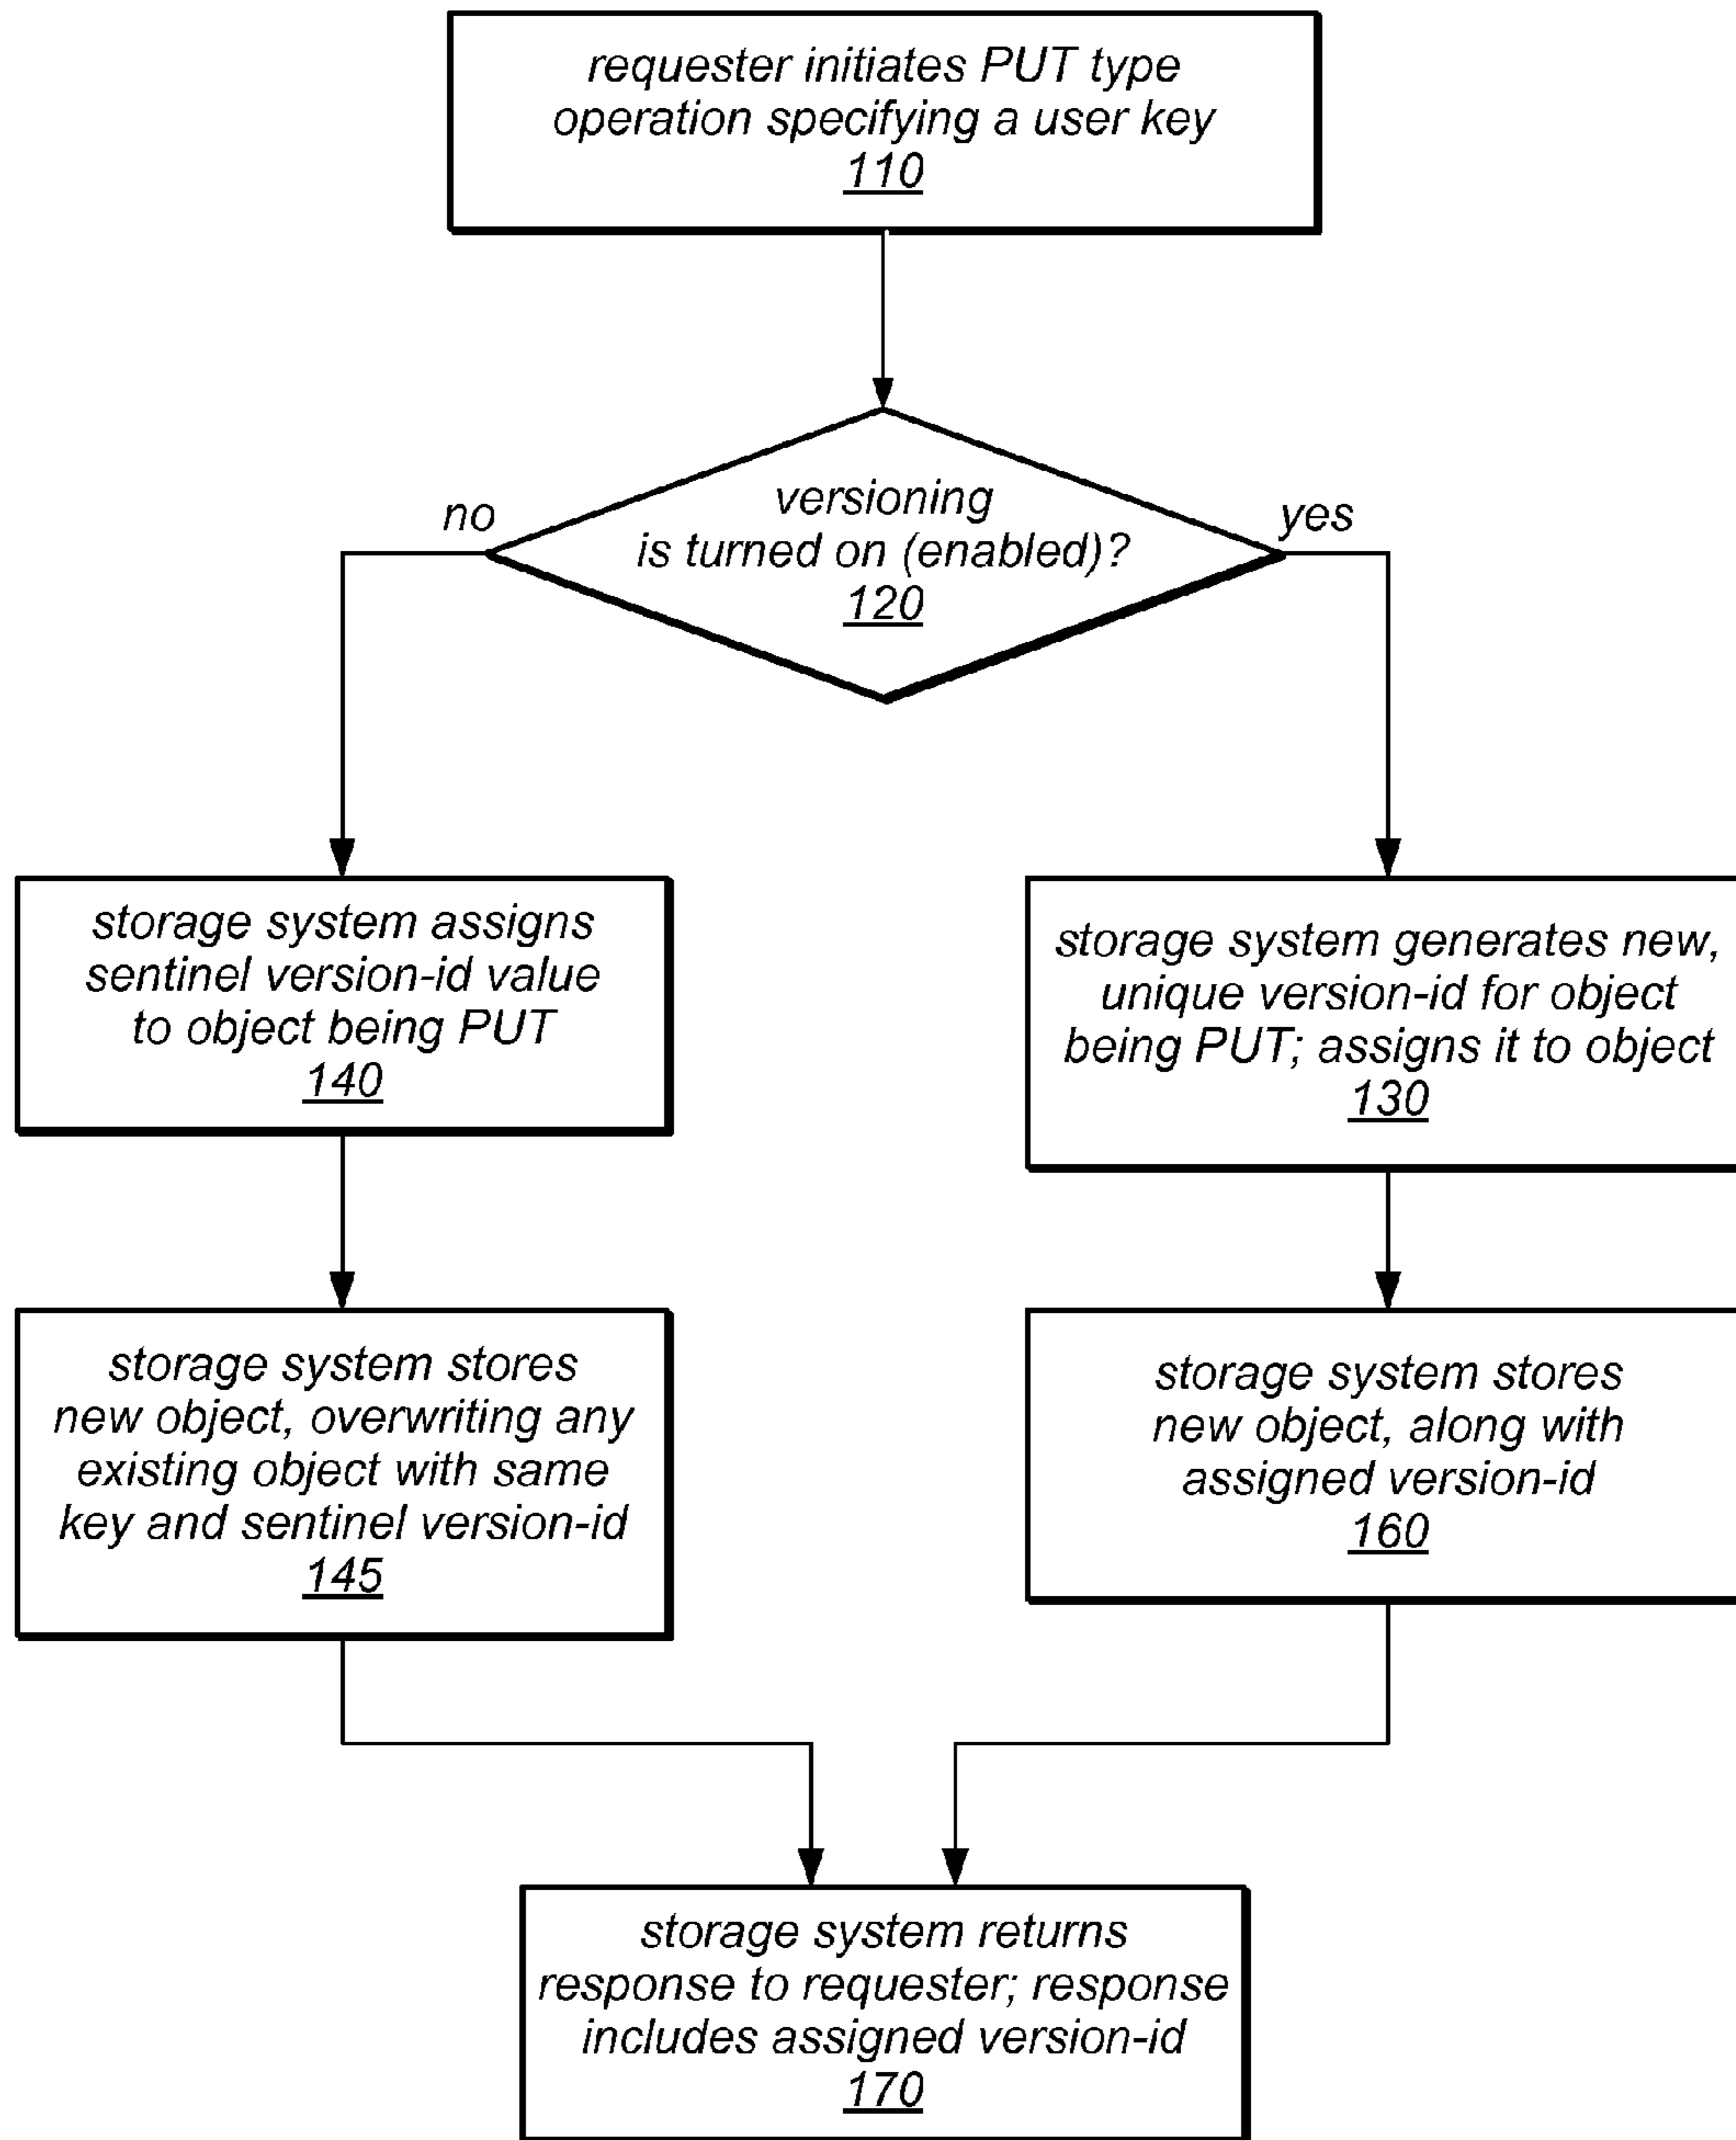 requester initiates PUT type
operation specifying a user key
110
versioning
is turned on (enabled)?
120
no
yes
storage system assigns
sentinel version-id value
to object being PUT
140
storage system generates new,
unique version-id for object
being PUT; assigns it to object
130
storage system stores
new object, overwriting any
existing object with same
key and sentinel version-id
145
storage system stores
new object, along with
assigned version-id
160
storage system returns
response to requester; response
includes assigned version-id
170